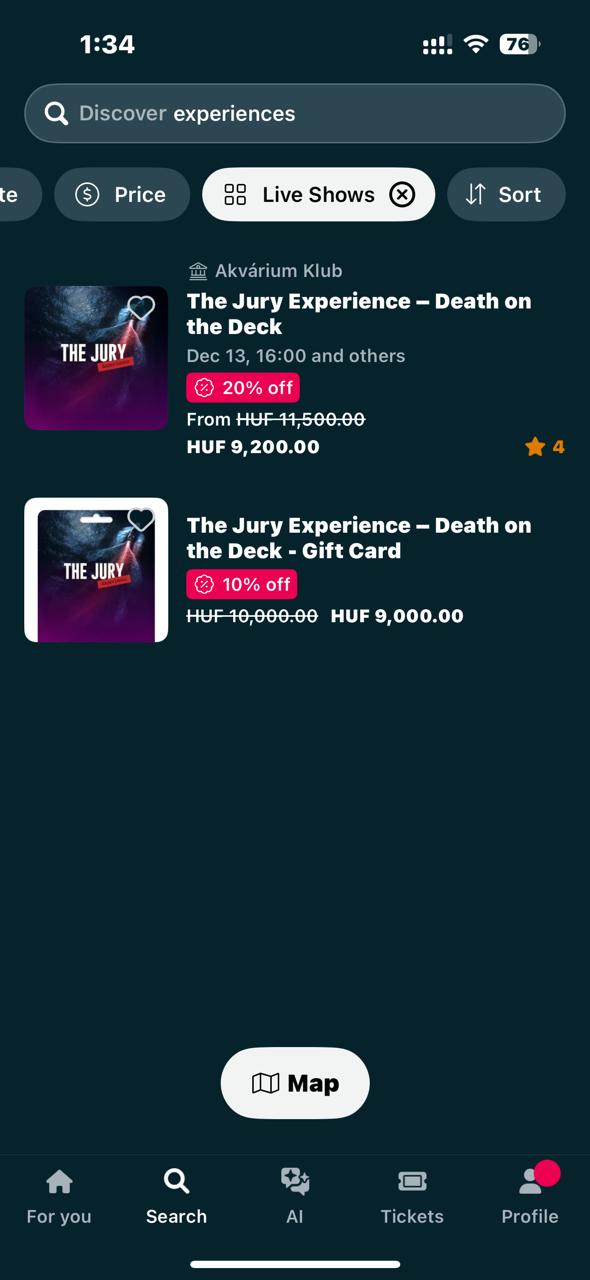 1:34
76
Discover experiences
te
Price
Live Shows
Sort
Akvárium Klub
The Jury Experience – Death on
the Deck
Dec 13, 16:00 and others
20% off
From HUF 11,500.00
HUF 9,200.00
4
THE JURY
The Jury Experience – Death on
the Deck - Gift Card
10% off
HUF 10,000.00 HUF 9,000.00
THE JURY
Map
For you
Search
AI
Tickets
Profile